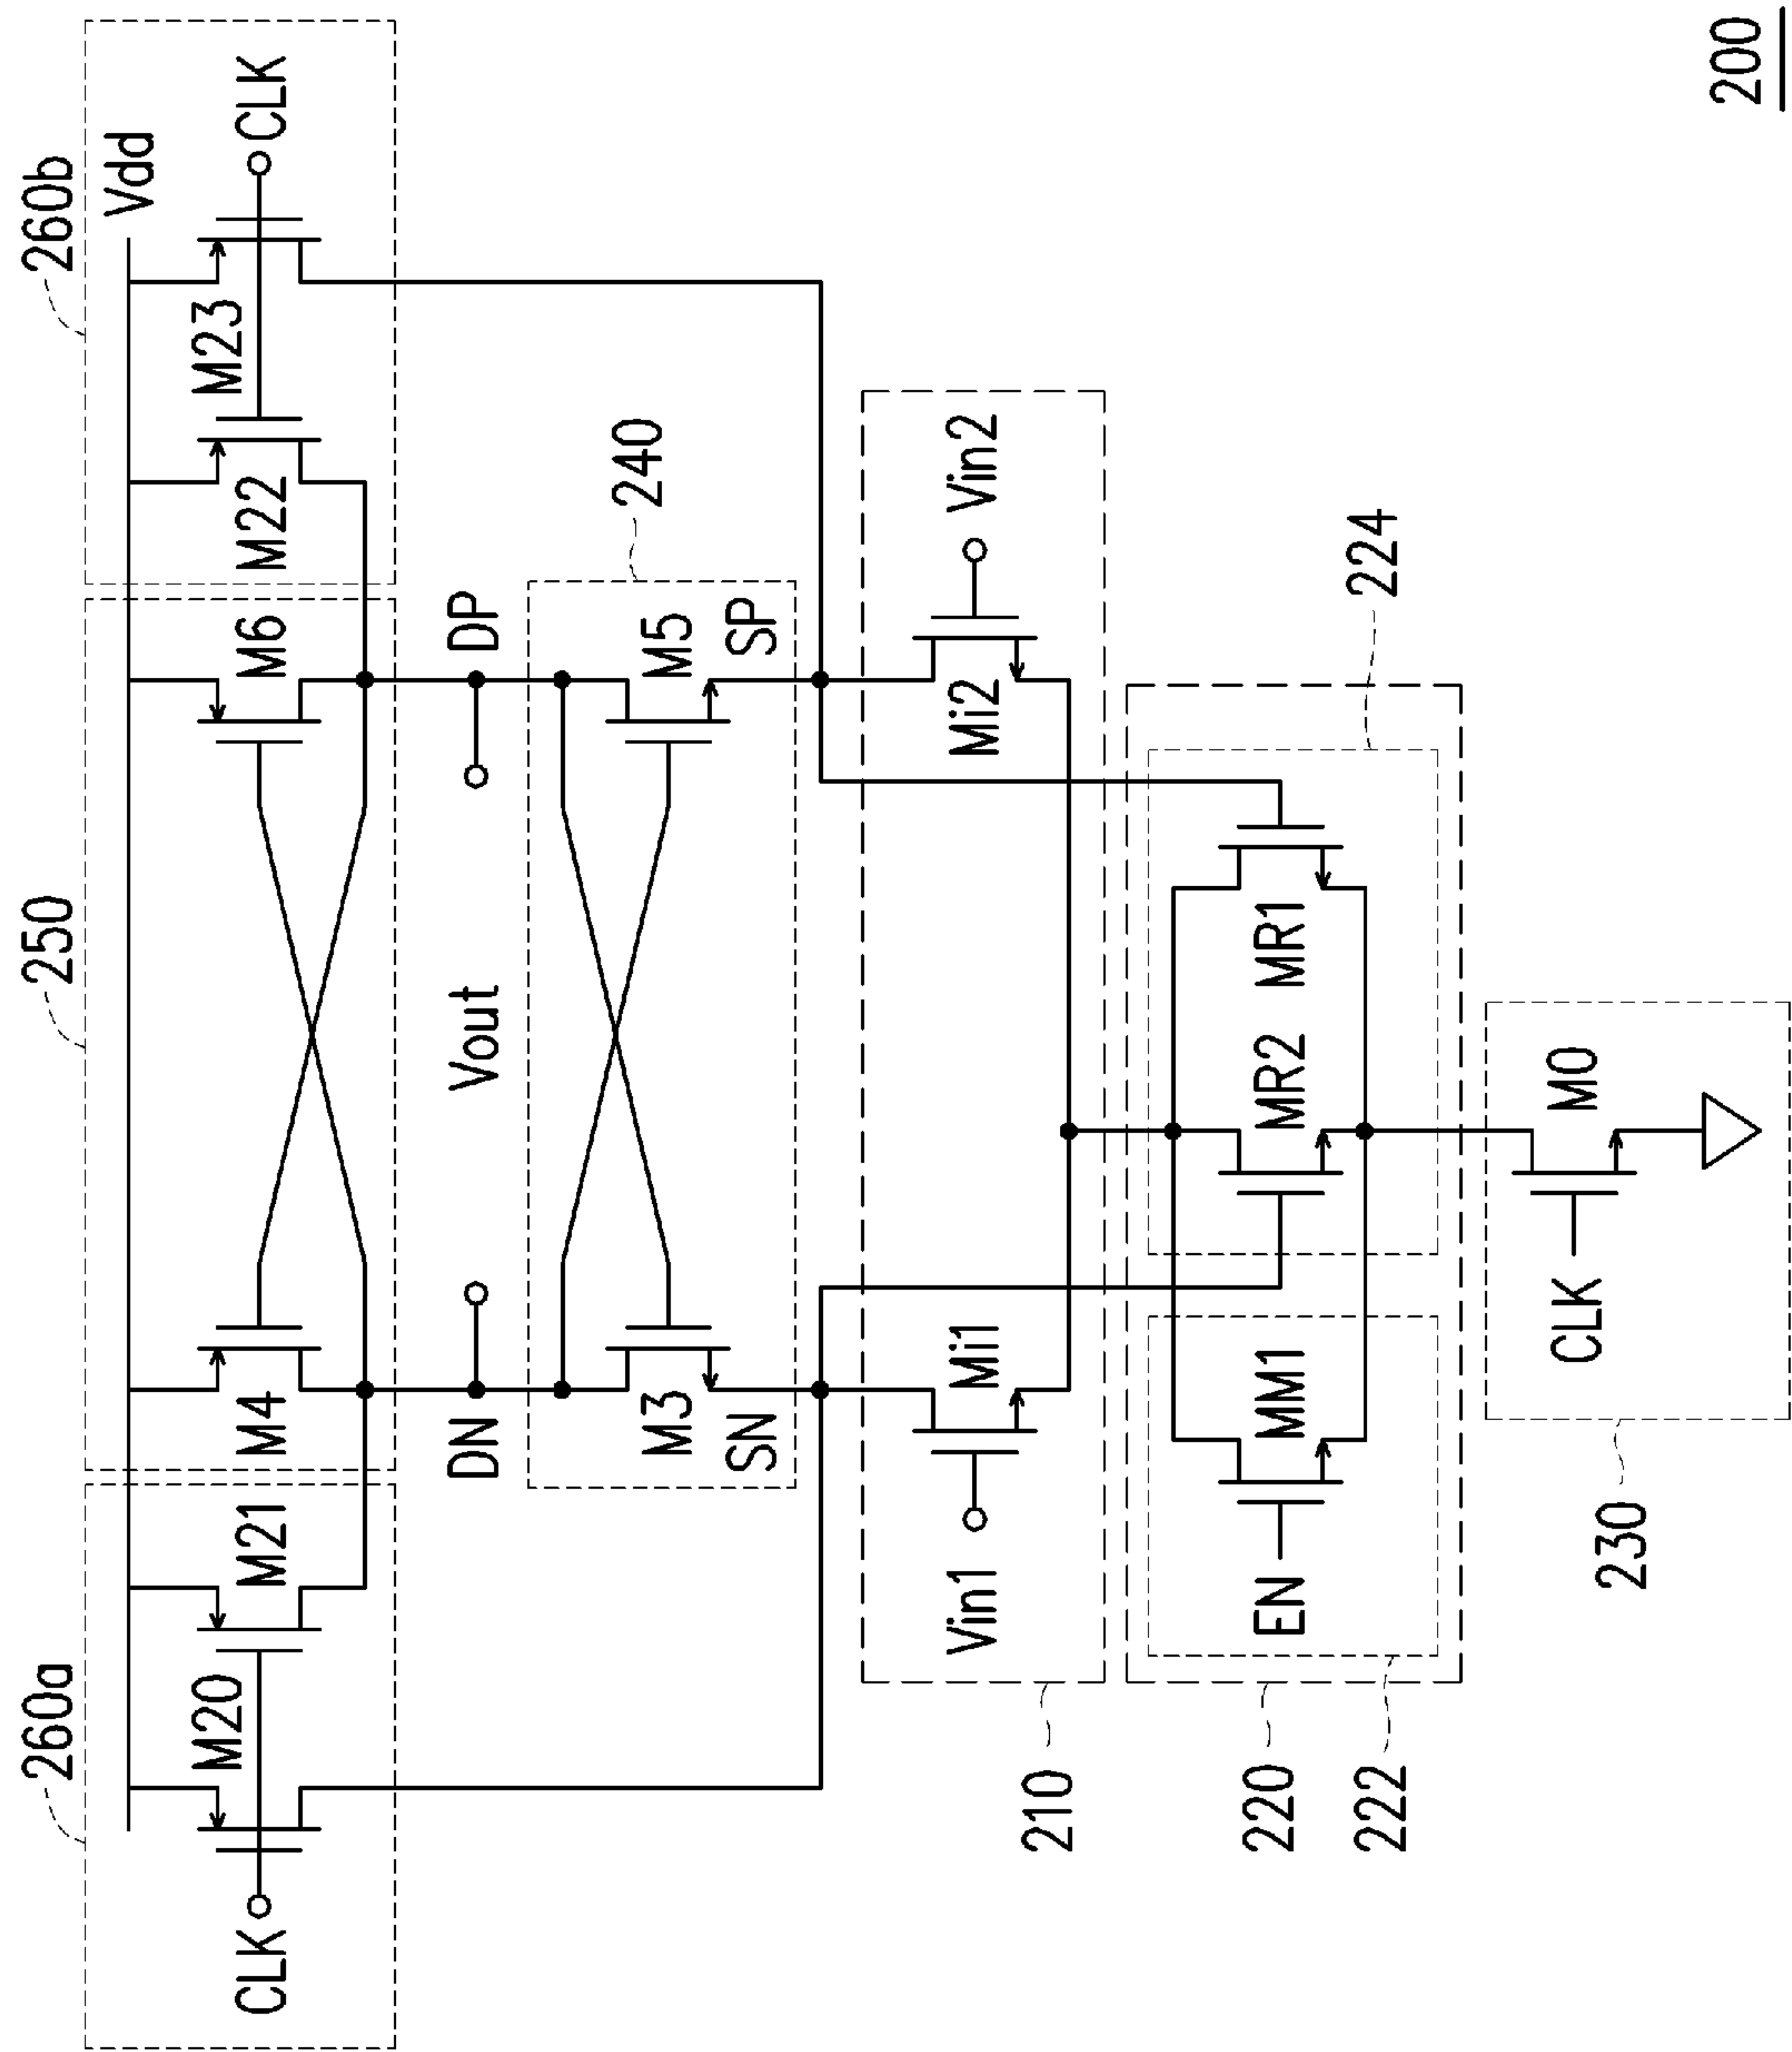 260a
250
260b
Vdd
CLK
M20
M21
M4
M6
M22
M23
CLK
DN
Vout
DP
240
M3
M5
SN
SP
Vin1
Mi1
Mi2
Vin2
210
224
EN
MM1
MR2
MR1
220
222
CLK
M0
230
200